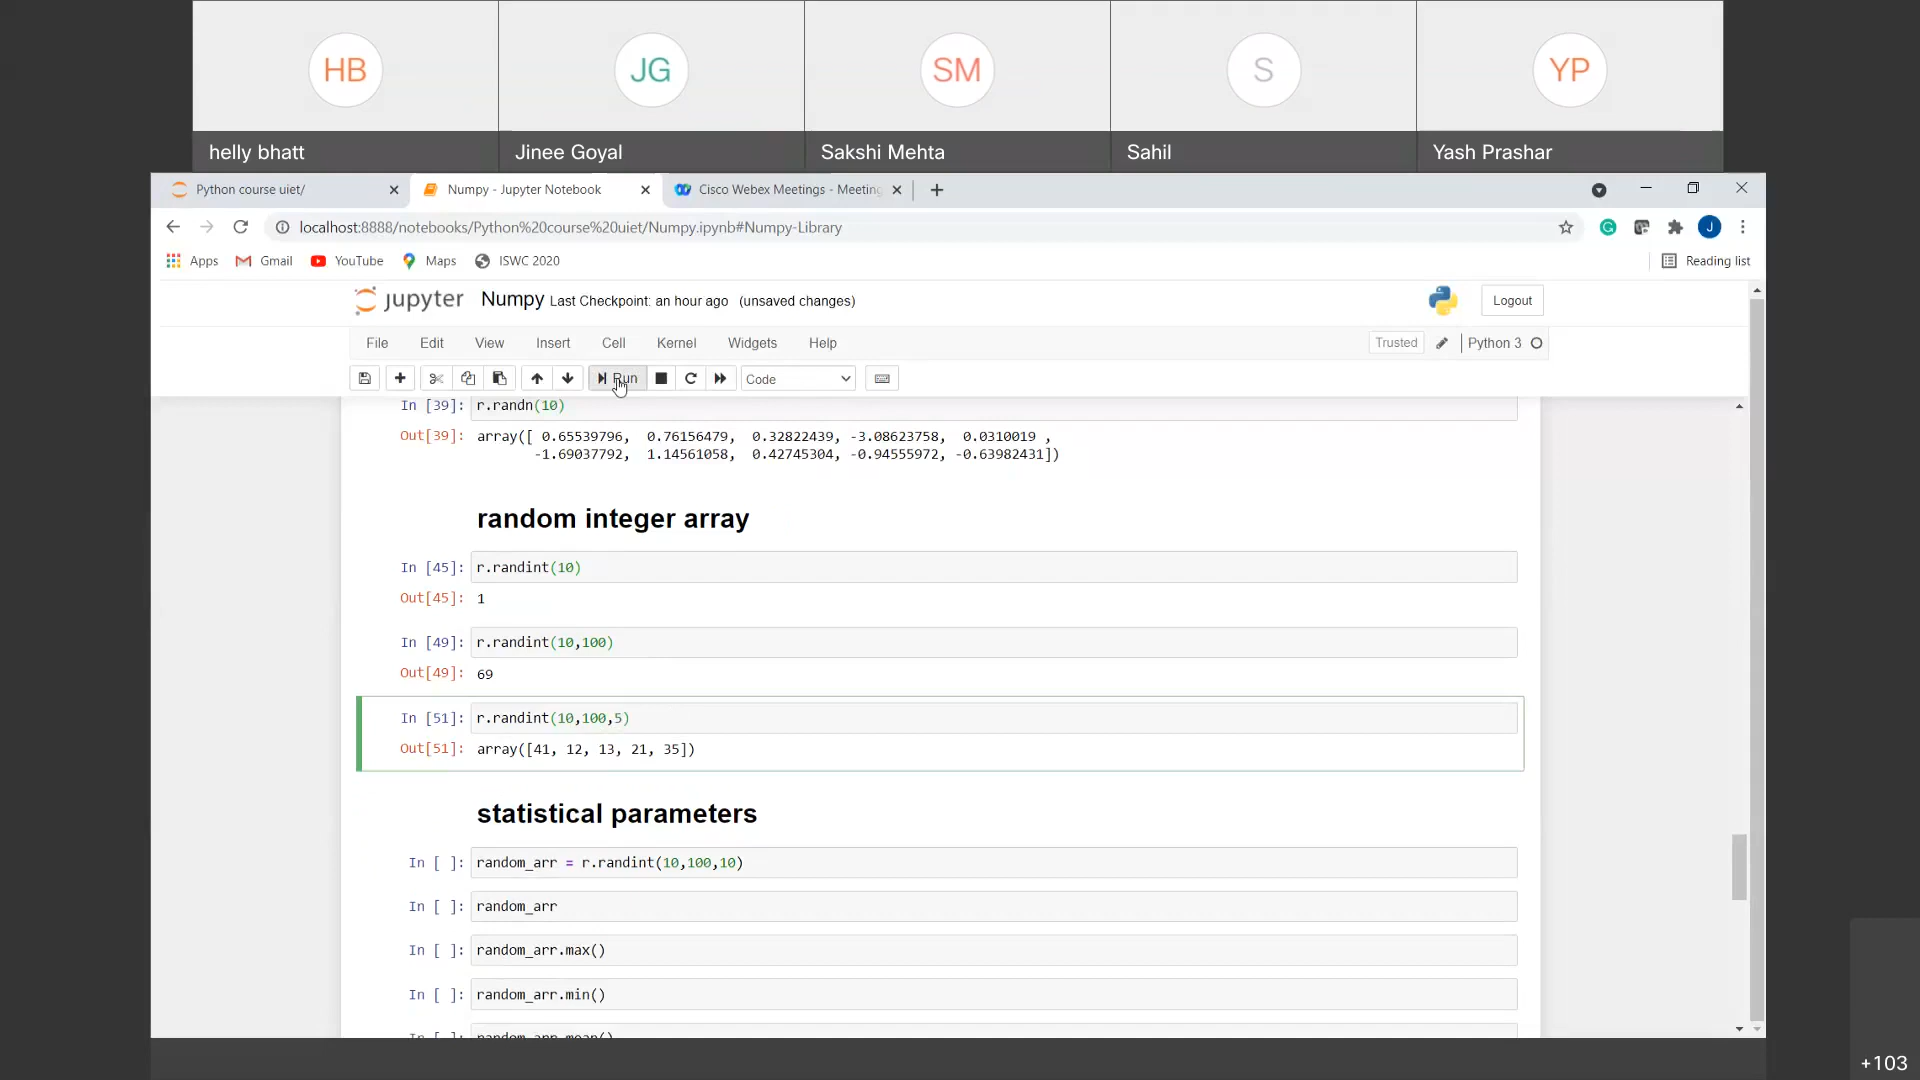 HB
JG
SM
S
YP
helly bhatt
Jinee Goyal
Sakshi Mehta
Sahil
Yash Prashar
Python course uiet/
Numpy - Jupyter Notebook
Cisco Webex Meetings - Meeting
localhost:8888/notebooks/Python%20course%20uiet/Numpy.ipynb#Numpy-Library
J
Apps
Gmail
YouTube
Maps
ISWC 2020
Reading list
jupyter Numpy Last Checkpoint: an hour ago (unsaved changes)
Logout
File Edit View Insert Cell Kernel Widgets Help
Trusted
Python 3
Run
Code
In [39]: r.randn(10)
Out[39]: array([ 0.65539796, 0.76156479, 0.32822439, -3.08623758, 0.0310019 ,
-1.69037792, 1.14561058, 0.42745304, -0.94555972, -0.63982431])
random integer array
In [45]: r.randint(10)
Out[45]: 1
In [49]: r.randint(10,100)
Out[49]: 69
In [51]: r.randint(10,100,5)
Out[51]: array([41, 12, 13, 21, 35])
statistical parameters
In [ ]: random_arr = r.randint(10,100,10)
In [ ]: random_arr
In [ ]: random_arr.max()
In [ ]: random_arr.min()
In [ ]: random_arr.mean()
+103